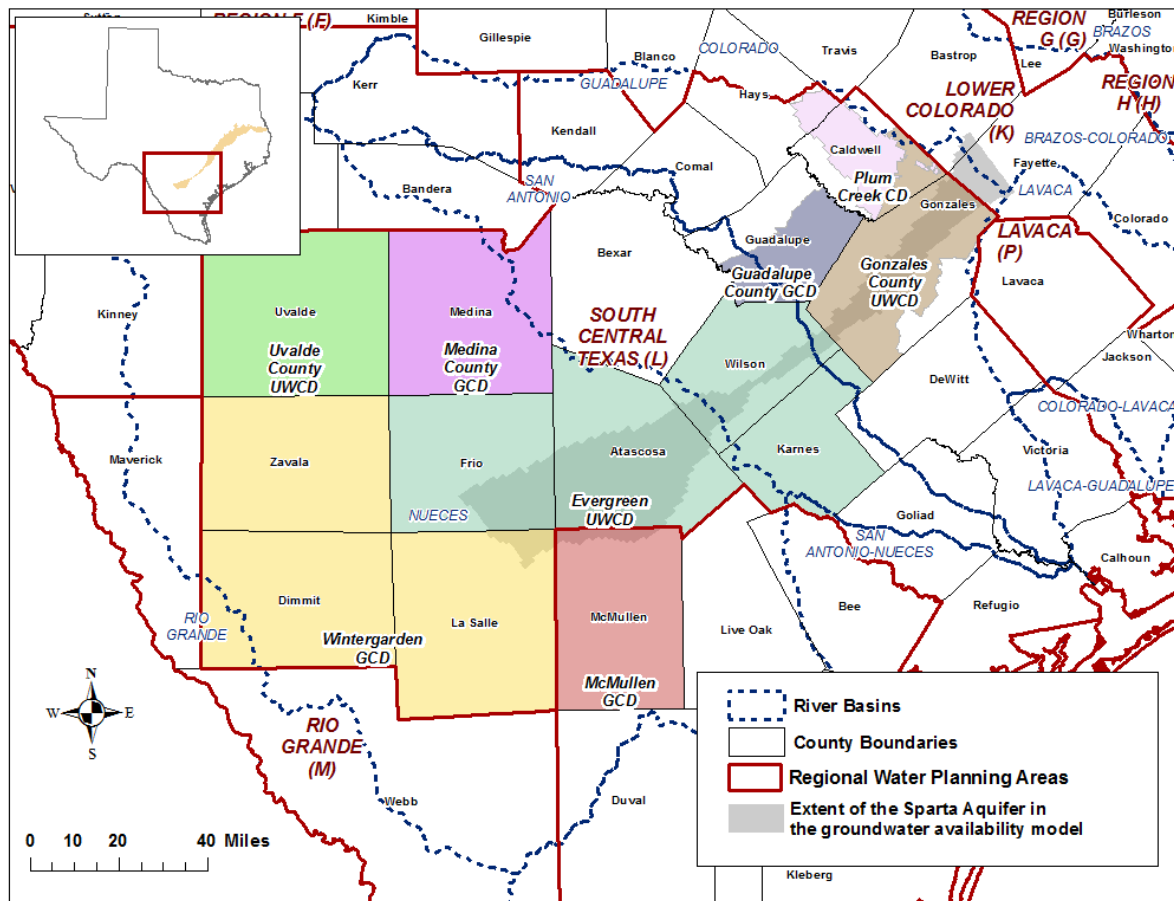 REGION F (F)
Kimble
Gillespie
Blanco
COLORADO
Travis
Bastrop
REGION
G (G)
Burleson
BRAZOS
Washington
Lee
Kerr
GUADALUPE
Hays
LOWER
COLORADO
(K)
REGION
H (H)
BRAZOS-COLORADO
Kendall
Comal
Caldwell
Fayette
Plum
Creek CD
LAVACA
Bandera
SAN
ANTONIO
Gonzales
Colorado
Bexar
Guadalupe
LAVACA
(P)
Guadalupe
County GCD
Gonzales
County
UWCD
Lavaca
Kinney
Uvalde
Medina
SOUTH
CENTRAL
TEXAS (L)
Uvalde
County
UWCD
Medina
County
GCD
Wharton
Jackson
Wilson
DeWitt
COLORADO-LAVACA
Maverick
Zavala
Frio
Atascosa
Karnes
Victoria
LAVACA-GUADALUPE
Evergreen
UWCD
NUECES
Goliad
SAN
ANTONIO-NUECES
Calhoun
Dimmit
La Salle
McMullen
Bee
Refugio
RIO
GRANDE
Live Oak
Wintergarden
GCD
McMullen
GCD
N
W
E
S
RIO
GRANDE
(M)
Webb
Duval
Kleberg
River Basins
County Boundaries
Regional Water Planning Areas
Extent of the Sparta Aquifer in
the groundwater availability model
0 10 20 40 Miles